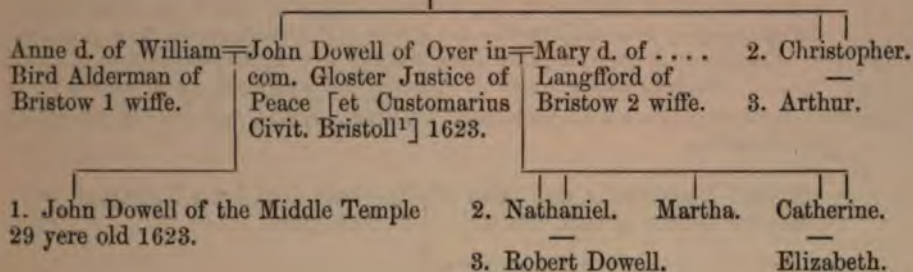 Anne d. of William=John Dowell of Over in=Mary d. of .... 2. Christopher.
Bird Alderman of com. Gloster Justice of Langfford of —
Bristow 1 wiffe. Peace [et Customarius Bristow 2 wiffe. 3. Arthur.
Civit. Bristoll¹] 1623.
1. John Dowell of the Middle Temple 2. Nathaniel. Martha. Catherine.
29 yere old 1623. — —
3. Robert Dowell. Elizabeth.